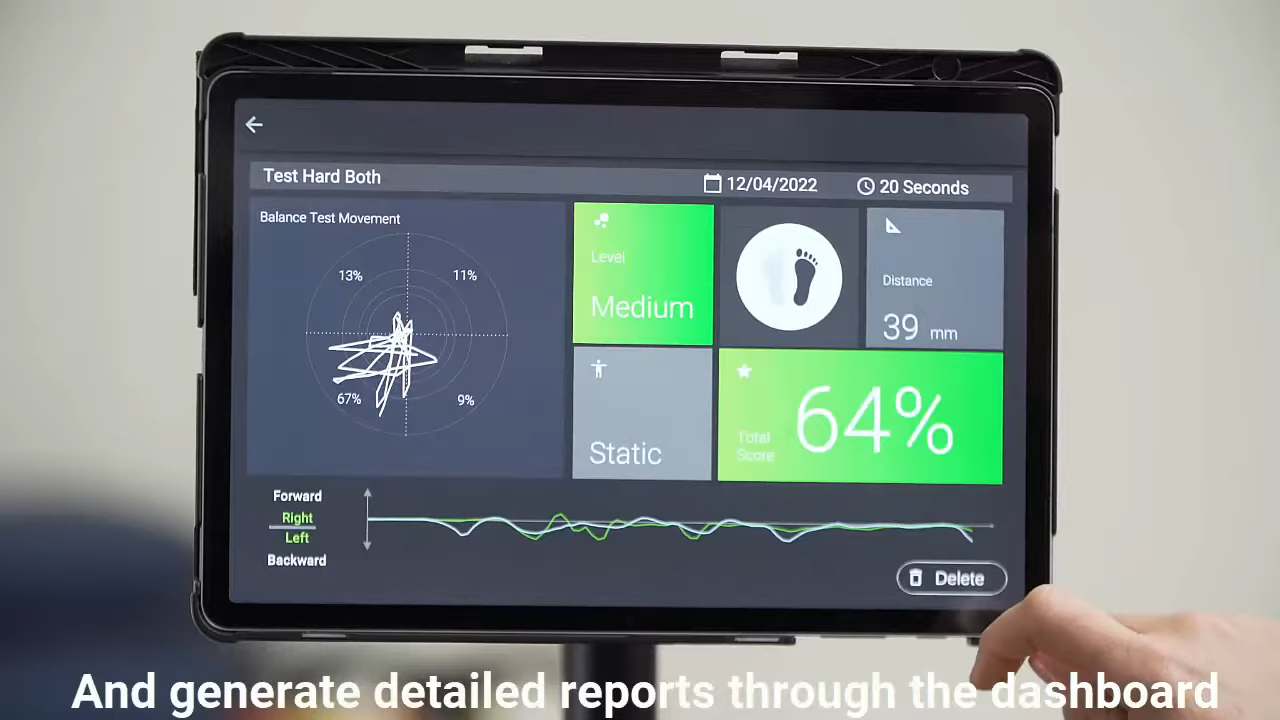 Test Hard Both
12/04/2022
20 Seconds
Balance Test Movement
13%
11%
67%
9%
Level
Medium
Distance
39 mm
Static
Total
Score
64%
Forward
Right
Left
Backward
Delete
And generate detailed reports through the dashboard